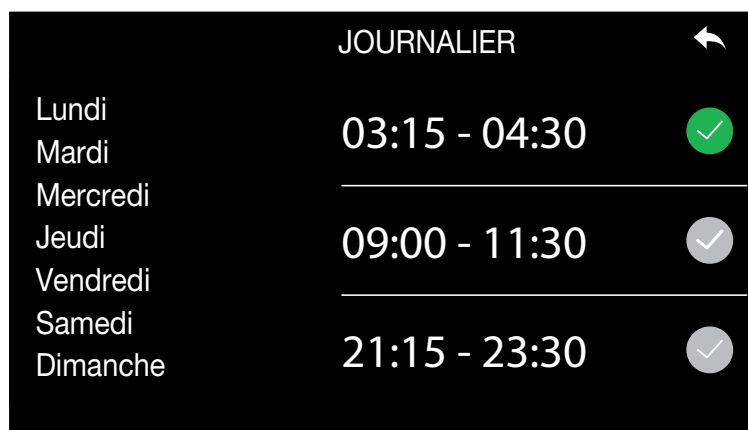 JOURNALIER
Lundi
Mardi
Mercredi
Jeudi
Vendredi
Samedi
Dimanche
03:15 - 04:30
09:00 - 11:30
21:15 - 23:30